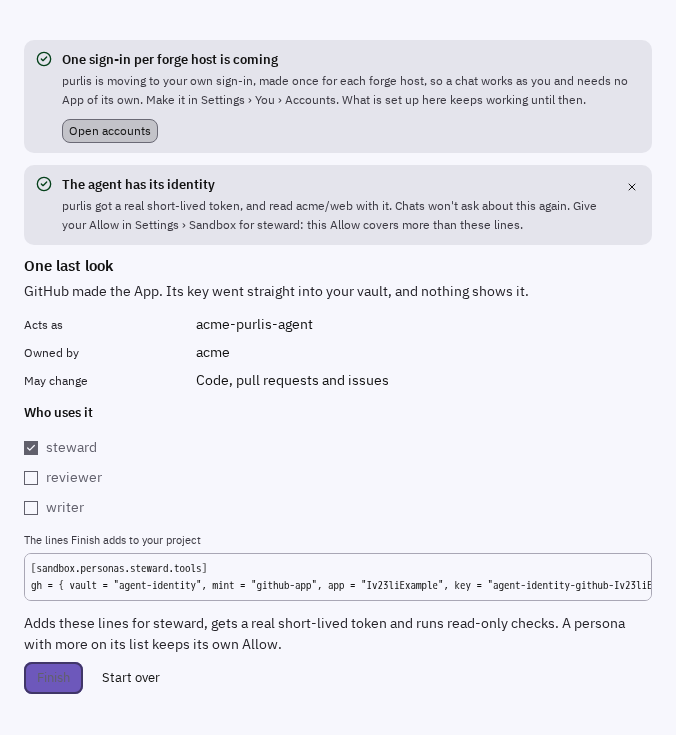 One sign-in per forge host is coming
purlis is moving to your own sign-in, made once for each forge host, so a chat works as you and needs no
App of its own. Make it in Settings › You › Accounts. What is set up here keeps working until then.
Open accounts
The agent has its identity
purlis got a real short-lived token, and read acme/web with it. Chats won't ask about this again. Give
your Allow in Settings › Sandbox for steward: this Allow covers more than these lines.
One last look
GitHub made the App. Its key went straight into your vault, and nothing shows it.
Acts as acme-purlis-agent
Owned by acme
May change Code, pull requests and issues
Who uses it
steward
reviewer
writer
The lines Finish adds to your project
[sandbox.personas.steward.tools]
gh = { vault = "agent-identity", mint = "github-app", app = "Iv23liExample", key = "agent-identity-github-Iv23liE
Adds these lines for steward, gets a real short-lived token and runs read-only checks. A persona
with more on its list keeps its own Allow.
Finish Start over